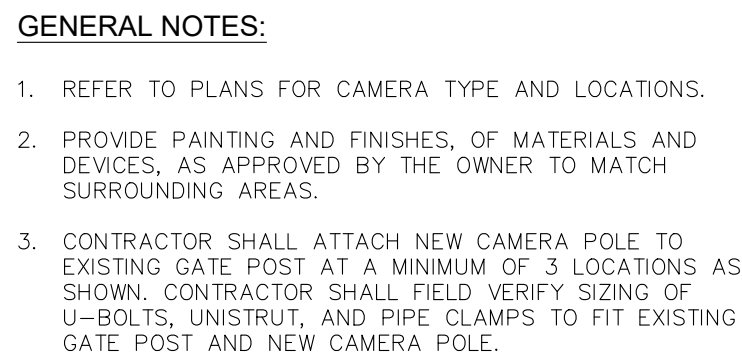 GENERAL NOTES:
1. REFER TO PLANS FOR CAMERA TYPE AND LOCATIONS.
2. PROVIDE PAINTING AND FINISHES, OF MATERIALS AND
DEVICES, AS APPROVED BY THE OWNER TO MATCH
SURROUNDING AREAS.
3. CONTRACTOR SHALL ATTACH NEW CAMERA POLE TO
EXISTING GATE POST AT A MINIMUM OF 3 LOCATIONS AS
SHOWN. CONTRACTOR SHALL FIELD VERIFY SIZING OF
U-BOLTS, UNISTRUT, AND PIPE CLAMPS TO FIT EXISTING
GATE POST AND NEW CAMERA POLE.